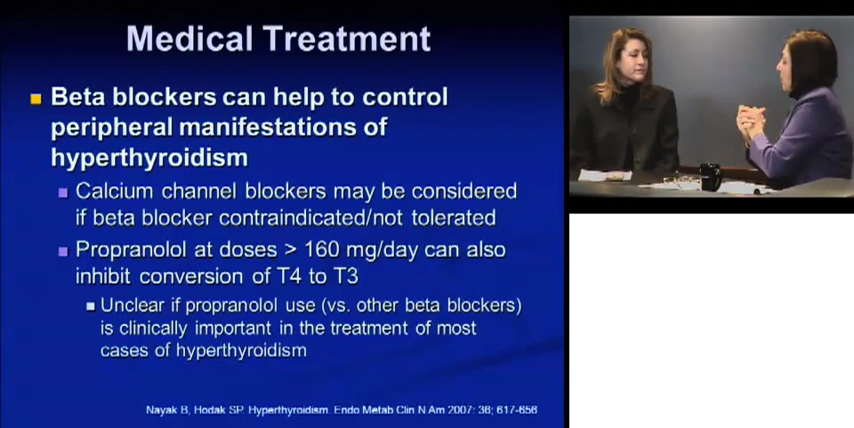 Medical Treatment
Beta blockers can help to control
peripheral manifestations of
hyperthyroidism
Calcium channel blockers may be considered
if beta blocker contraindicated/not tolerated
Propranolol at doses > 160 mg/day can also
inhibit conversion of T4 to T3
Unclear if propranolol use (vs. other beta blockers)
is clinically important in the treatment of most
cases of hyperthyroidism
Nayak B, Hodak SP. Hyperthyroidism. Endo Metab Clin N Am 2007: 36; 617-656